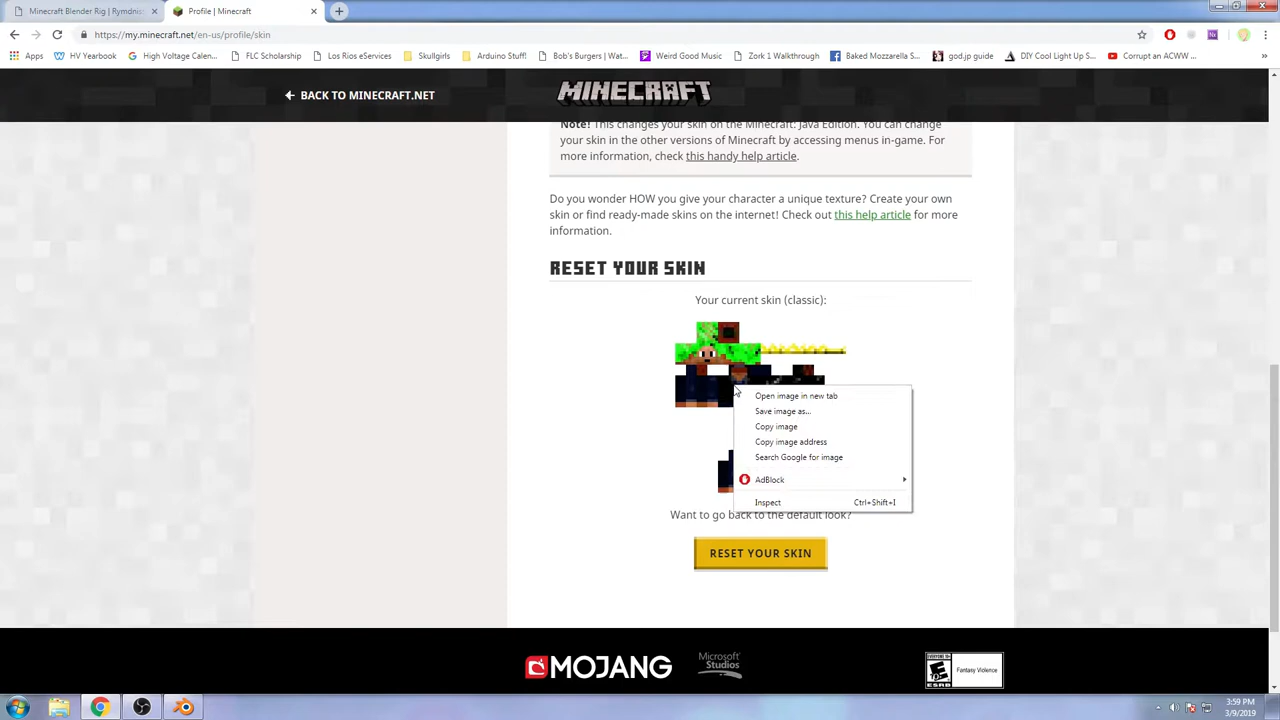 Minecraft Blender Rig | Rymdnis
Profile | Minecraft
https://my.minecraft.net/en-us/profile/skin
Apps
HV Yearbook
High Voltage Calen...
FLC Scholarship
Los Rios eServices
Skullgirls
Arduino Stuff!
Bob's Burgers | Wat...
Weird Good Music
Zork 1 Walkthrough
Baked Mozzarella S...
god.jp guide
DIY Cool Light Up S...
Corrupt an ACWW ...
BACK TO MINECRAFT.NET
MINECRAFT
Note! This changes your skin on the Minecraft: Java Edition. You can change
your skin in the other versions of Minecraft by accessing menus in-game. For
more information, check this handy help article.
Do you wonder HOW you give your character a unique texture? Create your own
skin or find ready-made skins on the internet! Check out this help article for more
information.
RESET YOUR SKIN
Your current skin (classic):
Open image in new tab
Save image as...
Copy image
Copy image address
Search Google for image
AdBlock
Inspect Ctrl+Shift+I
Want to go back to the default look?
RESET YOUR SKIN
MOJANG
Microsoft
Studios
EVERYONE 10+
E
ESRB
Fantasy Violence
3:59 PM
3/9/2019